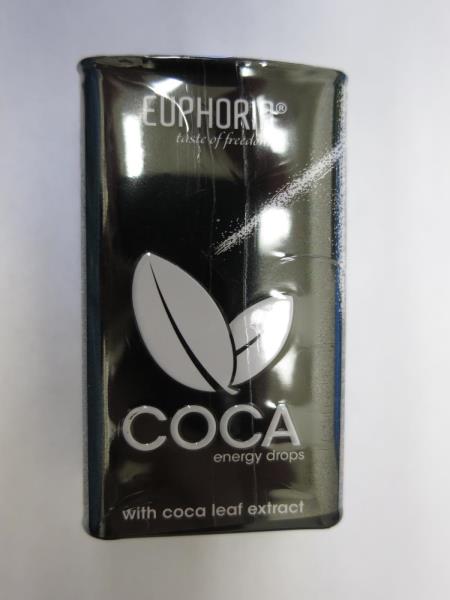 EUPHORIA®
taste of freedom
COCA
energy drops
with coca leaf extract